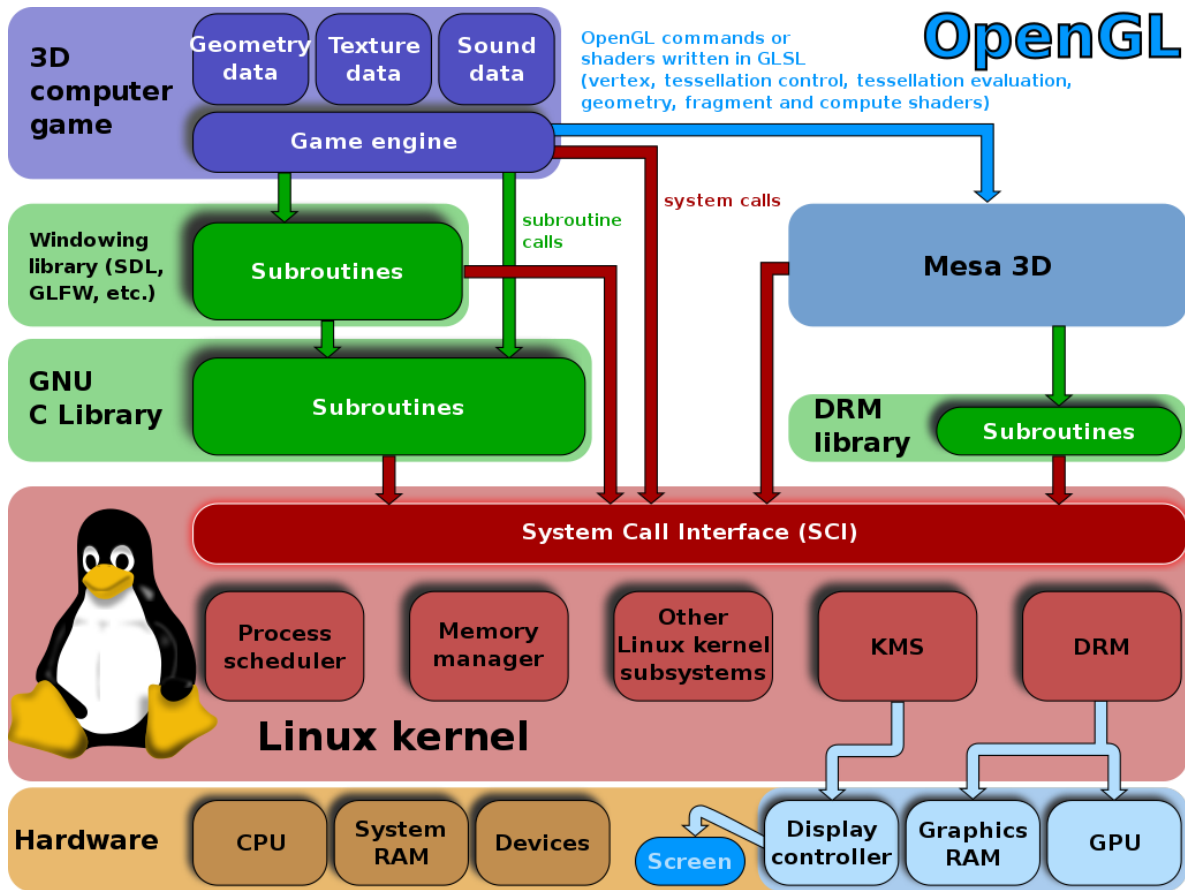 OpenGL
3D
computer
game
Geometry
data
Texture
data
Sound
data
Game engine
OpenGL commands or
shaders written in GLSL
(vertex, tessellation control, tessellation evaluation,
geometry, fragment and compute shaders)
system calls
subroutine
calls
Windowing
library (SDL,
GLFW, etc.)
Subroutines
Mesa 3D
GNU
C Library
Subroutines
DRM
library
Subroutines
System Call Interface (SCI)
Process
scheduler
Memory
manager
Other
Linux kernel
subsystems
KMS
DRM
Linux kernel
Hardware
CPU
System
RAM
Devices
Screen
Display
controller
Graphics
RAM
GPU